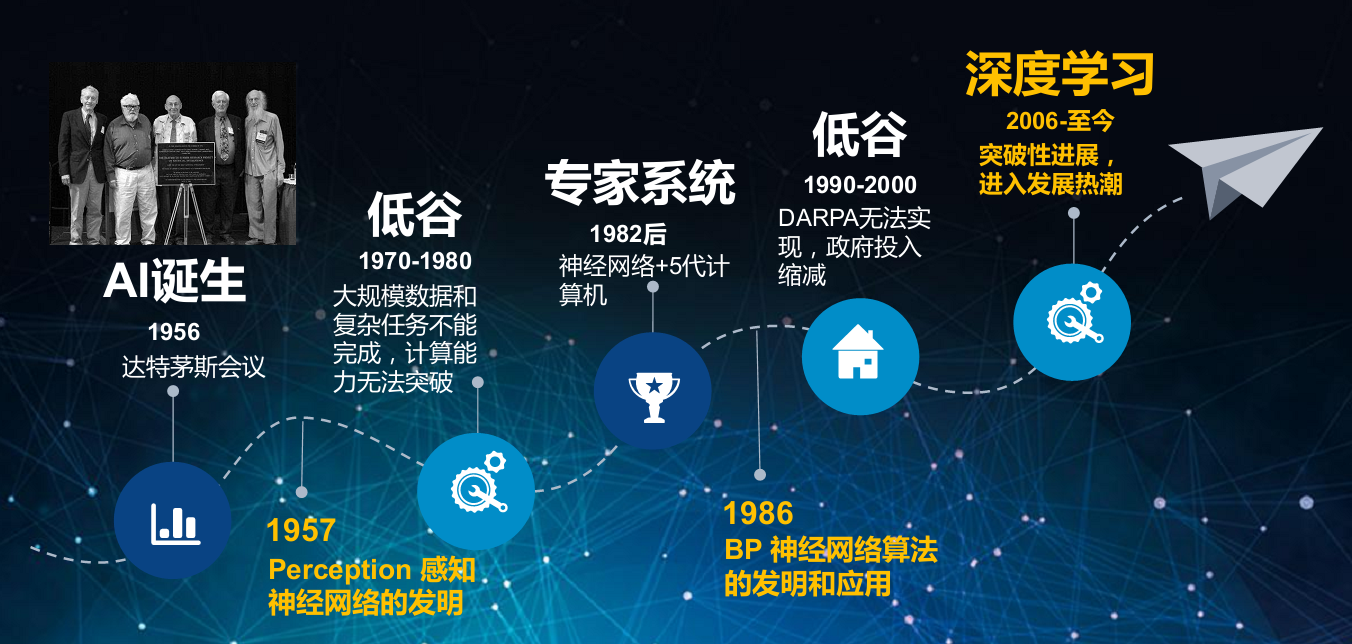 AI诞生
1956
达特茅斯会议
1957
Perception 感知
神经网络的发明
低谷
1970-1980
大规模数据和
复杂任务不能
完成，计算能
力无法突破
专家系统
1982后
神经网络+5代计
算机
1986
BP 神经网络算法
的发明和应用
低谷
1990-2000
DARPA无法实
现，政府投入
缩减
深度学习
2006-至今
突破性进展，
进入发展热潮